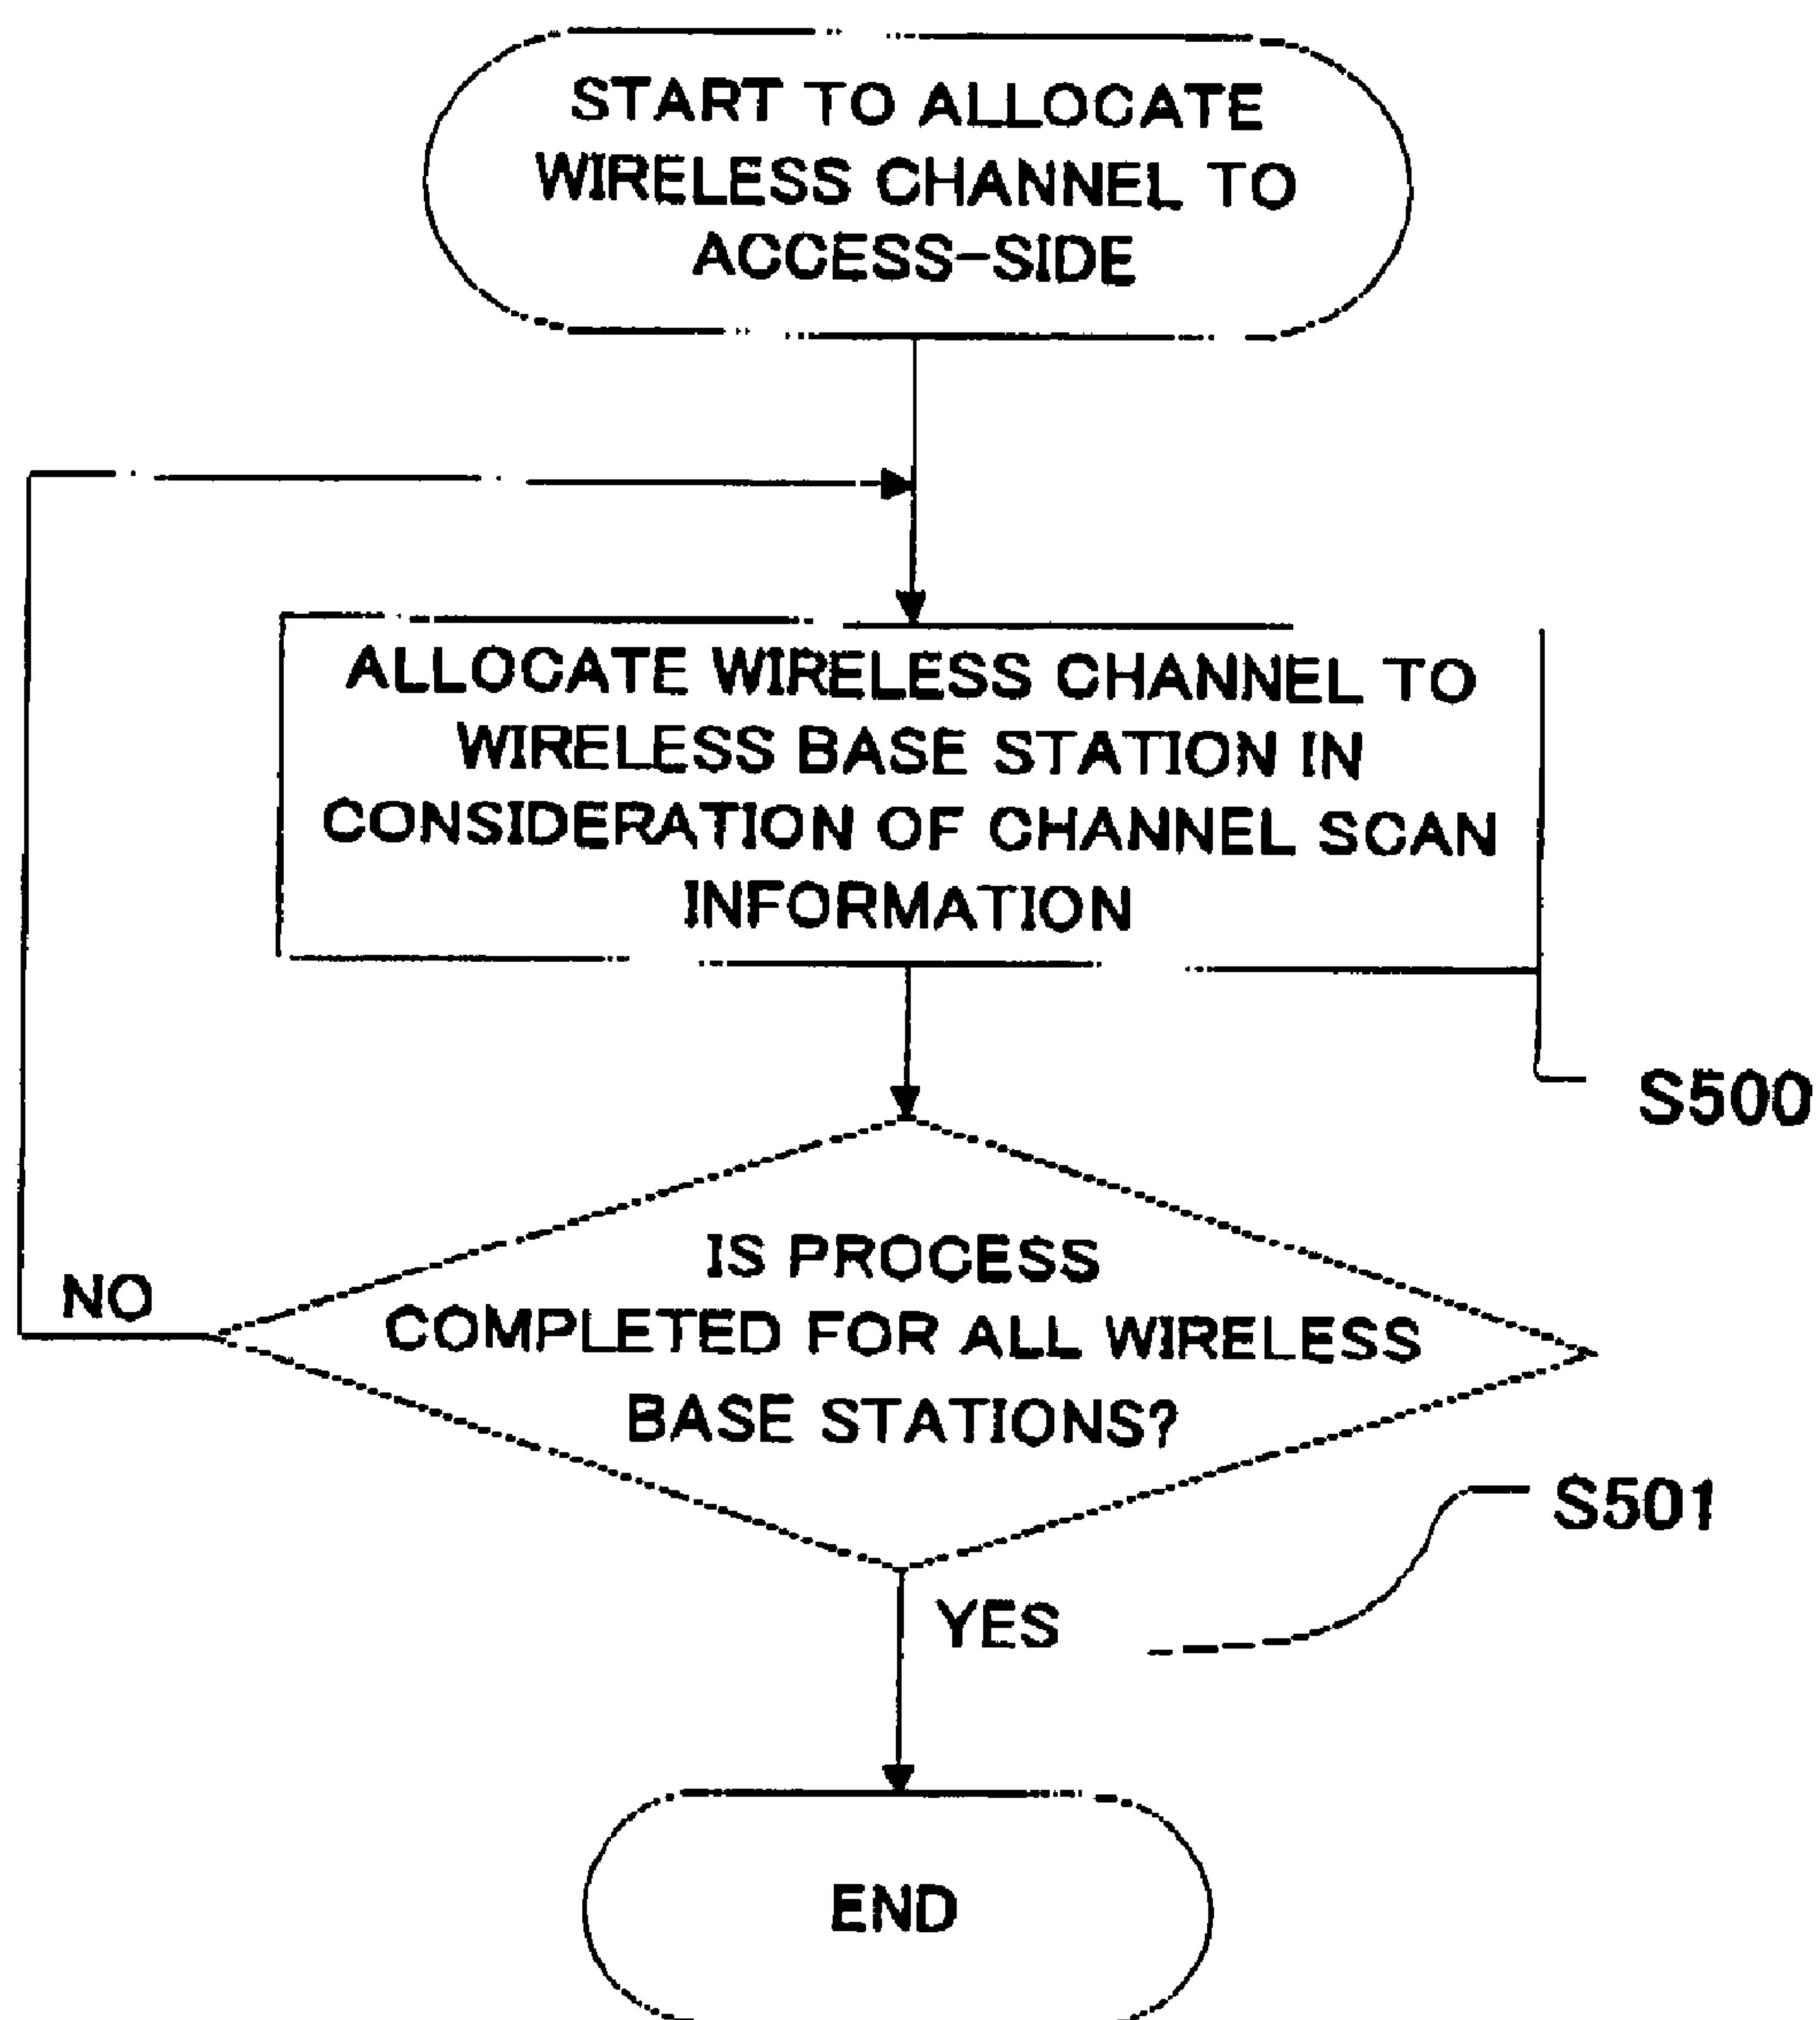 START TO ALLOCATE
WIRELESS CHANNEL TO
ACCESS-SIDE
ALLOCATE WIRELESS CHANNEL TO
WIRELESS BASE STATION IN
CONSIDERATION OF CHANNEL SCAN
INFORMATION
S500
IS PROCESS
COMPLETED FOR ALL WIRELESS
BASE STATIONS?
NO
S501
YES
END